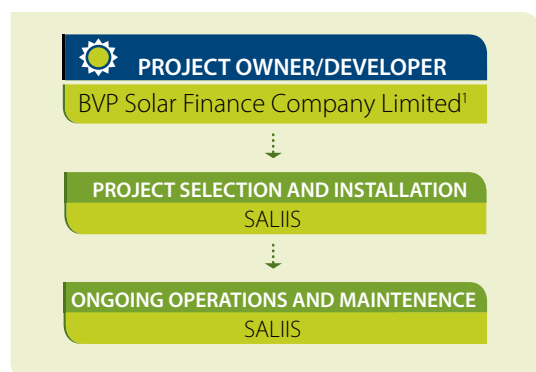 PROJECT OWNER/DEVELOPER
BVP Solar Finance Company Limited¹
PROJECT SELECTION AND INSTALLATION
SALIIS
ONGOING OPERATIONS AND MAINTENENCE
SALIIS